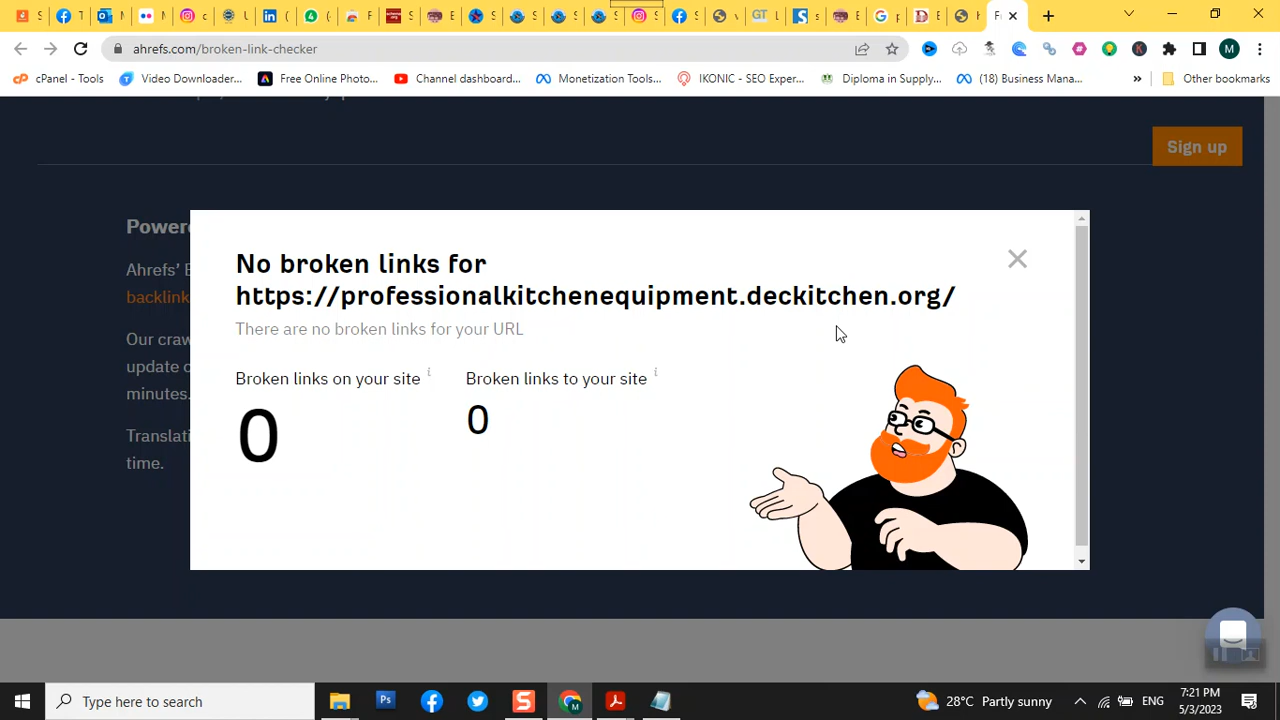 ahrefs.com/broken-link-checker
M
cPanel - Tools
Video Downloader...
Free Online Photo...
Channel dashboard...
Monetization Tools...
IKONIC - SEO Exper...
Diploma in Supply...
(18) Business Mana...
»
Other bookmarks
Sign up
Power
Ahrefs’
backlink
Our craw
update
minutes.
Translati
time.
No broken links for
https://professionalkitchenequipment.deckitchen.org/
There are no broken links for your URL
Broken links on your site
Broken links to your site
0
0
Type here to search
28°C Partly sunny
ENG
7:21 PM
5/3/2023